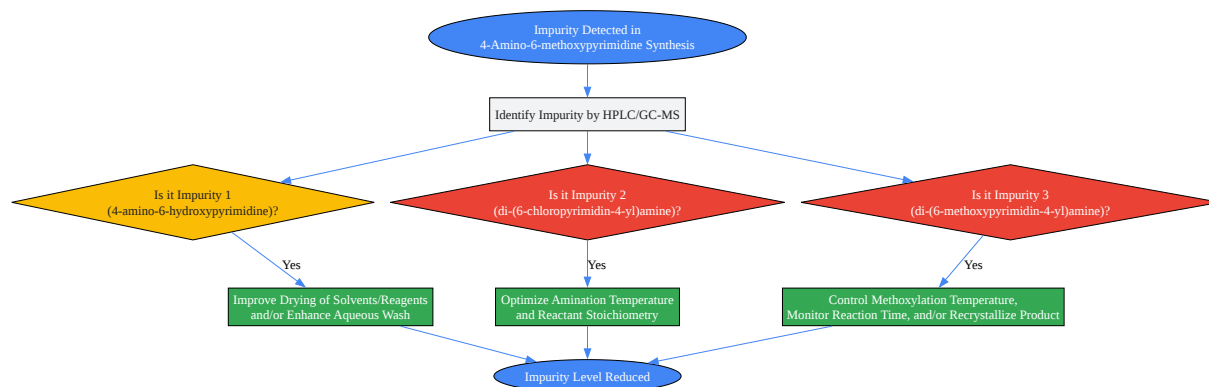 Impurity Detected in
4-Amino-6-methoxypyrimidine Synthesis
Identify Impurity by HPLC/GC-MS
Is it Impurity 1
(4-amino-6-hydroxypyrimidine)?
Is it Impurity 2
(di-(6-chloropyrimidin-4-yl)amine)?
Is it Impurity 3
(di-(6-methoxypyrimidin-4-yl)amine)?
Yes
Yes
Yes
Improve Drying of Solvents/Reagents
and/or Enhance Aqueous Wash
Optimize Amination Temperature
and Reactant Stoichiometry
Control Methoxylation Temperature,
Monitor Reaction Time, and/or Recrystallize Product
Impurity Level Reduced